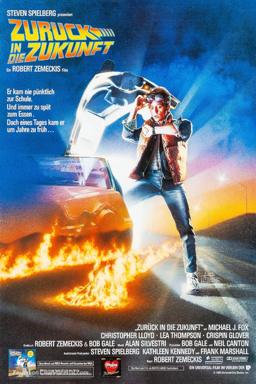 STEVEN SPIELBERG präsentiert
ZURÜCK
IN DIE ZUKUNFT
Ein ROBERT ZEMECKIS Film
Er kam nie pünktlich
zur Schule.
Und immer zu spät
zum Essen.
Doch eines Tages kam er
um Jahre zu früh...
"ZURÜCK IN DIE ZUKUNFT" MICHAEL J. FOX
CHRISTOPHER LLOYD · LEA THOMPSON · CRISPIN GLOVER
ROBERT ZEMECKIS & BOB GALE ALAN SILVESTRI BOB GALE NEIL CANTON
STEVEN SPIELBERG KATHLEEN KENNEDY FRANK MARSHALL
ROBERT ZEMECKIS
EIN UNIVERSAL FILM IM VERLEIH DER